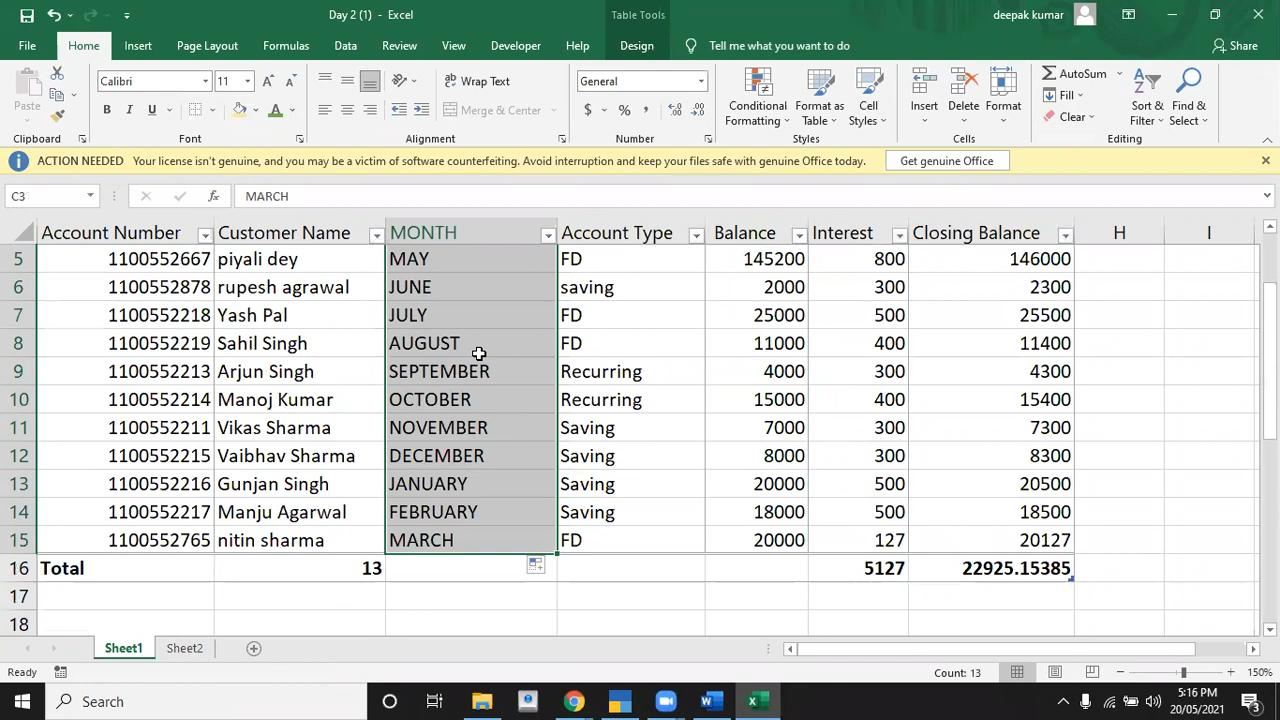 Day 2 (1) - Excel
Table Tools
deepak kumar
File Home Insert Page Layout Formulas Data Review View Developer Help Design Tell me what you want to do Share
Paste
Calibri 11
Wrap Text
Merge & Center
General
$ % ,
Conditional Formatting
Format as Table
Cell Styles
Insert Delete Format
AutoSum
Fill
Clear
Sort & Filter
Find & Select
Clipboard Font Alignment Number Styles Cells Editing
ACTION NEEDED Your license isn't genuine, and you may be a victim of software counterfeiting. Avoid interruption and keep your files safe with genuine Office today. Get genuine Office
C3 fx MARCH
Account Number Customer Name MONTH Account Type Balance Interest Closing Balance H I
5 1100552667 piyali dey MAY FD 145200 800 146000
6 1100552878 rupesh agrawal JUNE saving 2000 300 2300
7 1100552218 Yash Pal JULY FD 25000 500 25500
8 1100552219 Sahil Singh AUGUST FD 11000 400 11400
9 1100552213 Arjun Singh SEPTEMBER Recurring 4000 300 4300
10 1100552214 Manoj Kumar OCTOBER Recurring 15000 400 15400
11 1100552211 Vikas Sharma NOVEMBER Saving 7000 300 7300
12 1100552215 Vaibhav Sharma DECEMBER Saving 8000 300 8300
13 1100552216 Gunjan Singh JANUARY Saving 20000 500 20500
14 1100552217 Manju Agarwal FEBRUARY Saving 18000 500 18500
15 1100552765 nitin sharma MARCH FD 20000 127 20127
16 Total 13 5127 22925.15385
17
18
Sheet1 Sheet2
Ready Count: 13 150%
Search
5:16 PM
20/05/2021
3